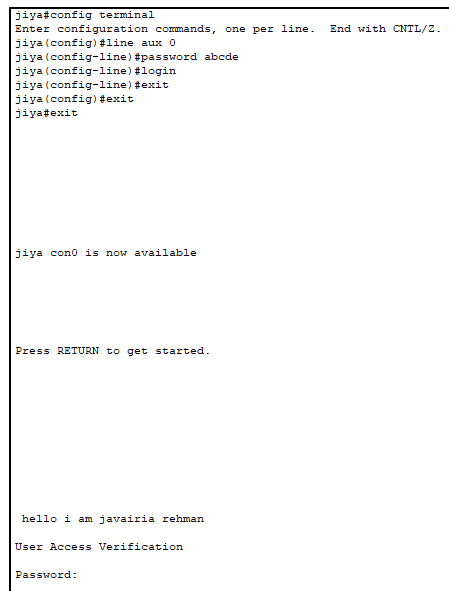 jiya#config terminal
Enter configuration commands, one per line.  End with CNTL/Z.
jiya(config)#line aux 0
jiya(config-line)#password abcde
jiya(config-line)#login
jiya(config-line)#exit
jiya(config)#exit
jiya#exit
jiya con0 is now available
Press RETURN to get started.
hello i am javairia rehman
User Access Verification
Password: